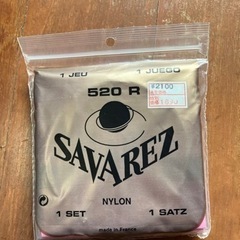 1 JEU
1 JUEGO
520 R
¥2100
SAVAREZ
NYLON
1 SET
1 SATZ
made in France